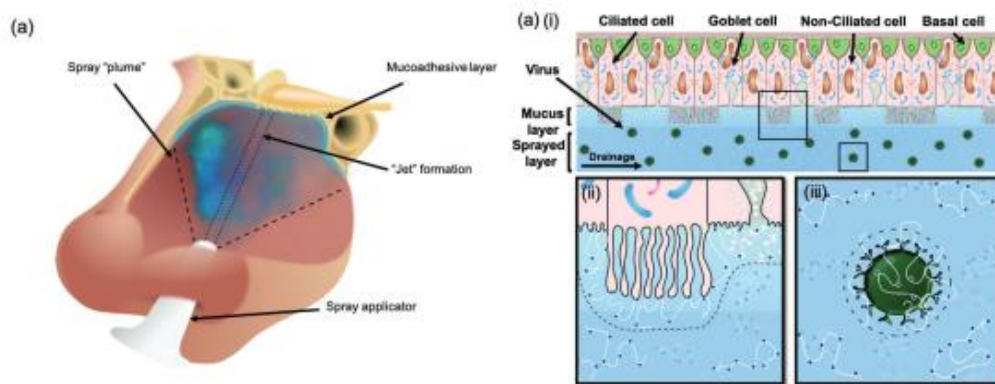 (a)
Spray "plume"
Mucoadhesive layer
"Jet" formation
Spray applicator
(a) (i)
Ciliated cell
Goblet cell
Non-Ciliated cell
Basal cell
Virus
Mucus
layer
Sprayed
layer
Drainage
(ii)
(iii)